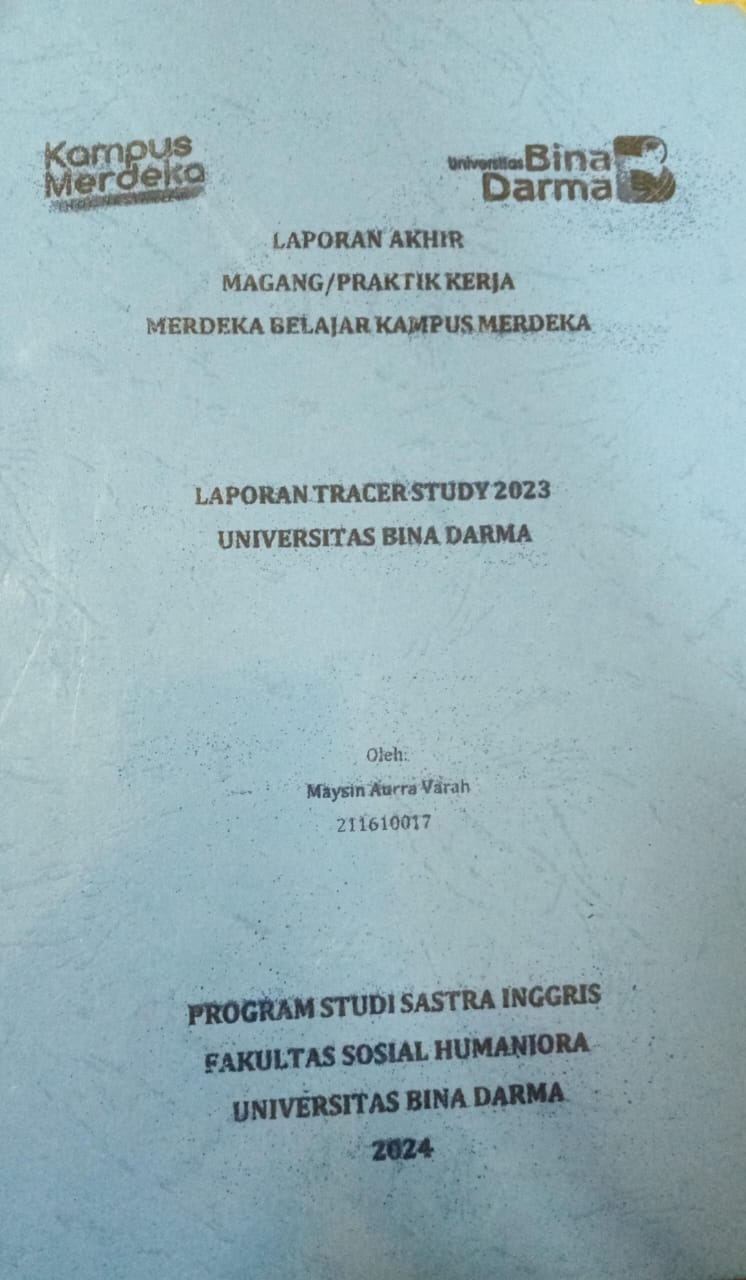 Kampus
Merdeka
Universitas Bina
Darma
LAPORAN AKHIR
MAGANG/PRAKTIK KERJA
MERDEKA BELAJAR KAMPUS MERDEKA
LAPORAN TRACER STUDY 2023
UNIVERSITAS BINA DARMA
Oleh:
Maysin Aurra Varah
211610017
PROGRAM STUDI SASTRA INGGRIS
FAKULTAS SOSIAL HUMANIORA
UNIVERSITAS BINA DARMA
2024